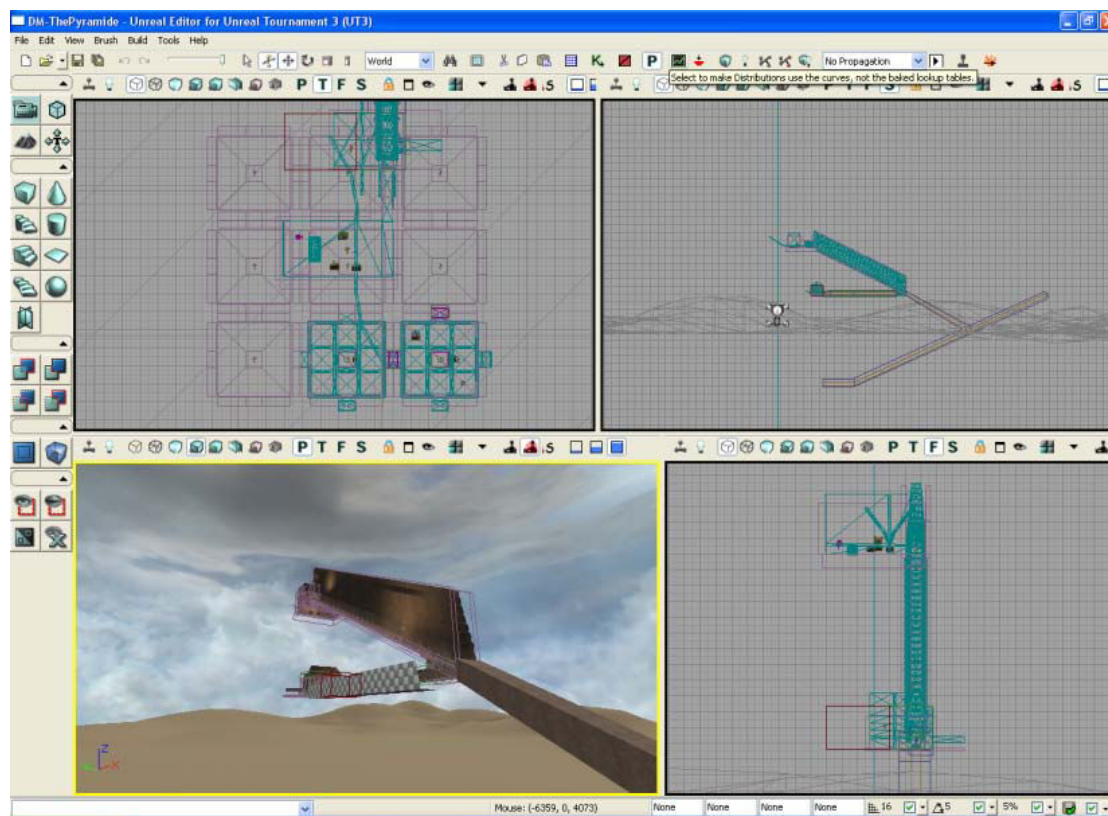 DM-ThePyramide - Unreal Editor for Unreal Tournament 3 (UT3)
File Edit View Brush Build Tools Help
World P No Propagation
Select to make Distributions use the curves, not the baked lookup tables.
P T F S S S
P T F S S P T F S
Z X
Mouse: (-6359, 0, 4073) None None None None 16 5 5%